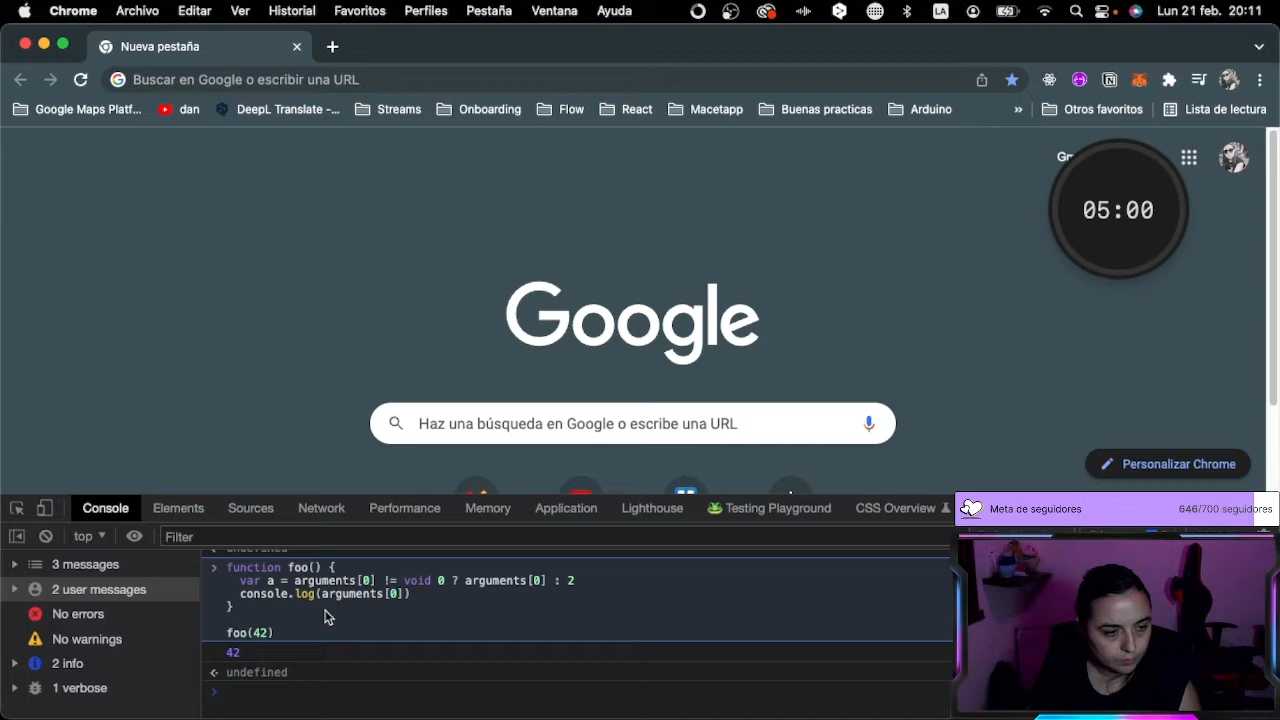 Chrome Archivo Editar Ver Historial Favoritos Perfiles Pestaña Ventana Ayuda LA Lun 21 feb. 20:11
Nueva pestaña
Buscar en Google o escribir una URL
Google Maps Platf... dan DeepL Translate -... Streams Onboarding Flow React Macetapp Buenas practicas Arduino » Otros favoritos Lista de lectura
05:00
Google
Haz una búsqueda en Google o escribe una URL
Personalizar Chrome
Console Elements Sources Network Performance Memory Application Lighthouse Testing Playground CSS Overview
Meta de seguidores 646/700 seguidores
top Filter
undefined
3 messages
2 user messages
No errors
No warnings
2 info
1 verbose
function foo() {
var a = arguments[0] != void 0 ? arguments[0] : 2
console.log(arguments[0])
}
foo(42)
42
undefined